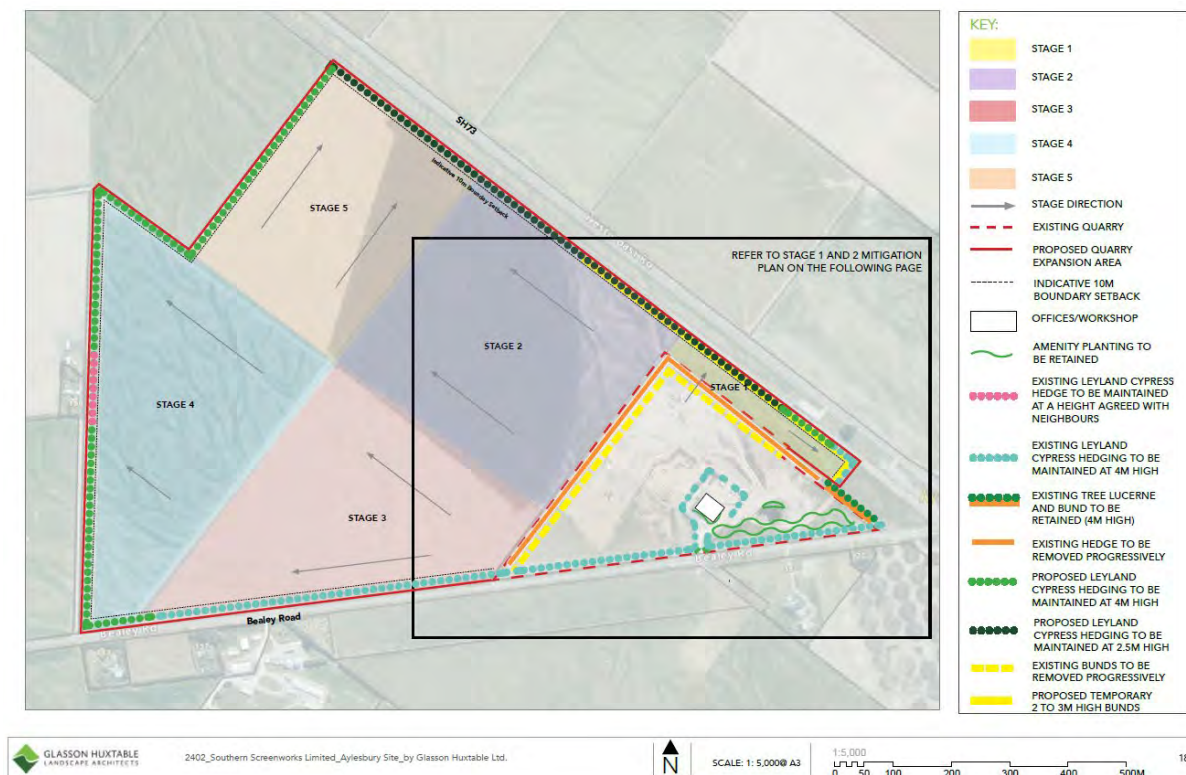 SH73
Indicative 10m Boundary Setback
STAGE 5
REFER TO STAGE 1 AND 2 MITIGATION
PLAN ON THE FOLLOWING PAGE
STAGE 2
STAGE 1
STAGE 4
STAGE 3
Bealey Rd
Bealey Road
Bealey Rd
KEY:
STAGE 1
STAGE 2
STAGE 3
STAGE 4
STAGE 5
STAGE DIRECTION
EXISTING QUARRY
PROPOSED QUARRY
EXPANSION AREA
INDICATIVE 10M
BOUNDARY SETBACK
OFFICES/WORKSHOP
AMENITY PLANTING TO
BE RETAINED
EXISTING LEYLAND CYPRESS
HEDGE TO BE MAINTAINED
AT A HEIGHT AGREED WITH
NEIGHBOURS
EXISTING LEYLAND
CYPRESS HEDGING TO BE
MAINTAINED AT 4M HIGH
EXISTING TREE LUCERNE
AND BUND TO BE
RETAINED (4M HIGH)
EXISTING HEDGE TO BE
REMOVED PROGRESSIVELY
PROPOSED LEYLAND
CYPRESS HEDGING TO BE
MAINTAINED AT 4M HIGH
PROPOSED LEYLAND
CYPRESS HEDGING TO BE
MAINTAINED AT 2.5M HIGH
EXISTING BUNDS TO BE
REMOVED PROGRESSIVELY
PROPOSED TEMPORARY
2 TO 3M HIGH BUNDS
GLASSON HUXTABLE
LANDSCAPE ARCHITECTS
2402_Southern Screenworks Limited_Aylesbury Site_by Glasson Huxtable Ltd.
N
SCALE: 1: 5,000@ A3
1:5,000
0 50 100 200 300 400 500M
18